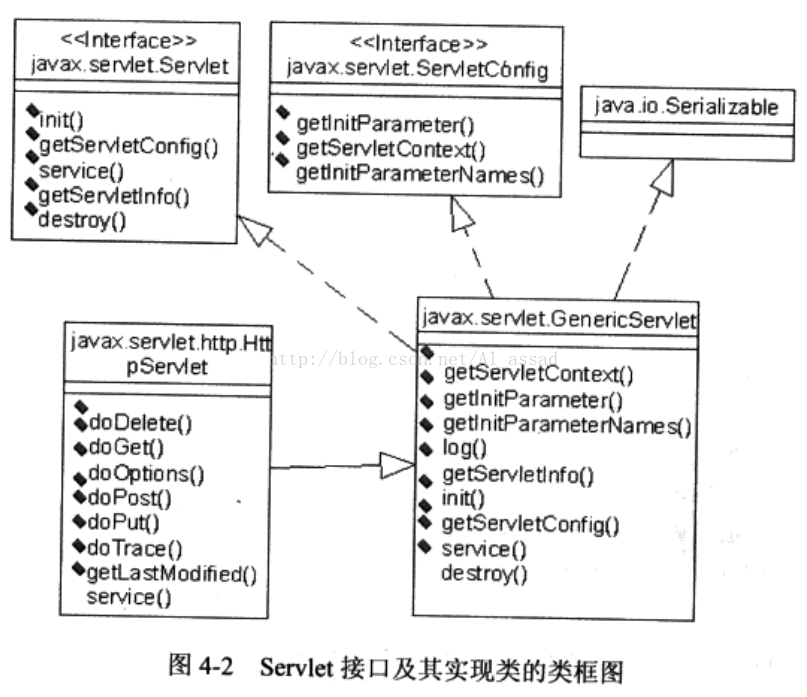 <<Interface>>
javax.servlet.Servlet
init()
getServletConfig()
service()
getServletInfo()
destroy()
<<Interface>>
javax.servlet.ServletConfig
getInitParameter()
getServletContext()
getInitParameterNames()
java.io.Serializable
javax.servlet.http.Htt
pServlet
doDelete()
doGet()
doOptions()
doPost()
doPut()
doTrace()
getLastModified()
service()
javax.servlet.GenericServlet
getServletContext()
getInitParameter()
getInitParameterNames()
log()
getServletInfo()
init()
getServletConfig()
service()
destroy()
http://blog.csdn.net/Al_assad
图 4-2 Servlet 接口及其实现类的类框图